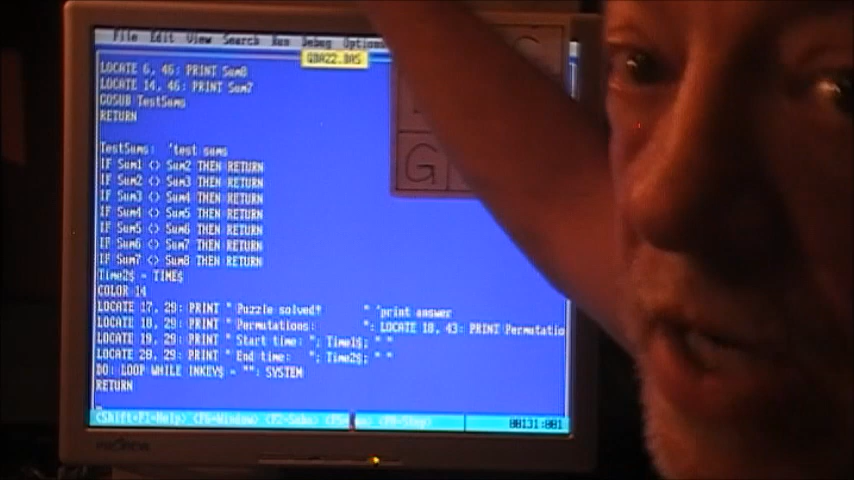 File Edit View Search Run Debug Options
QBA22.BAS
LOCATE 6, 46: PRINT Sum8
LOCATE 14, 46: PRINT Sum7
GOSUB TestSums
RETURN
TestSums: 'test sums
IF Sum1 <> Sum2 THEN RETURN
IF Sum2 <> Sum3 THEN RETURN
IF Sum3 <> Sum4 THEN RETURN
IF Sum4 <> Sum5 THEN RETURN
IF Sum5 <> Sum6 THEN RETURN
IF Sum6 <> Sum7 THEN RETURN
IF Sum7 <> Sum8 THEN RETURN
Time2$ = TIME$
COLOR 14
LOCATE 17, 29: PRINT " Puzzle solved! " 'print answer
LOCATE 18, 29: PRINT " Permutations: ": LOCATE 18, 43: PRINT Permutatio
LOCATE 19, 29: PRINT " Start time: "; Time1$; " "
LOCATE 20, 29: PRINT " End time: "; Time2$; " "
DO: LOOP WHILE INKEY$ = "": SYSTEM
RETURN
<Shift+F1=Help> <F6=Window> <F2=Subs> <F5= <F8=Step> 00131:001
G